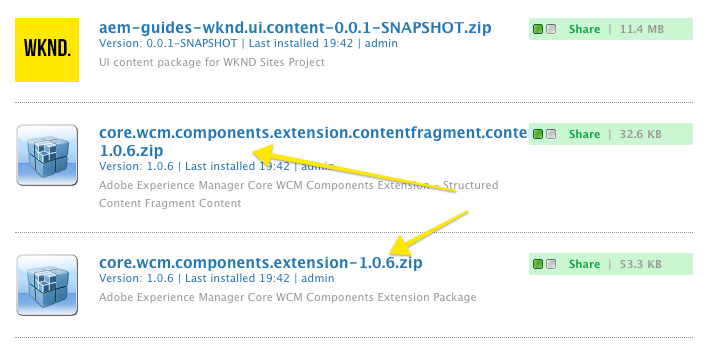 WKND.
aem-guides-wknd.ui.content-0.0.1-SNAPSHOT.zip
Share | 11.4 MB
Version: 0.0.1-SNAPSHOT | Last installed 19:42 | admin
UI content package for WKND Sites Project
core.wcm.components.extension.contentfragment.conte
Share | 32.6 KB
1.0.6.zip
Version: 1.0.6 | Last installed 19:42 | admin
Adobe Experience Manager Core WCM Components Extension - Structured
Content Fragment Content
core.wcm.components.extension-1.0.6.zip
Share | 53.3 KB
Version: 1.0.6 | Last installed 19:42 | admin
Adobe Experience Manager Core WCM Components Extension Package